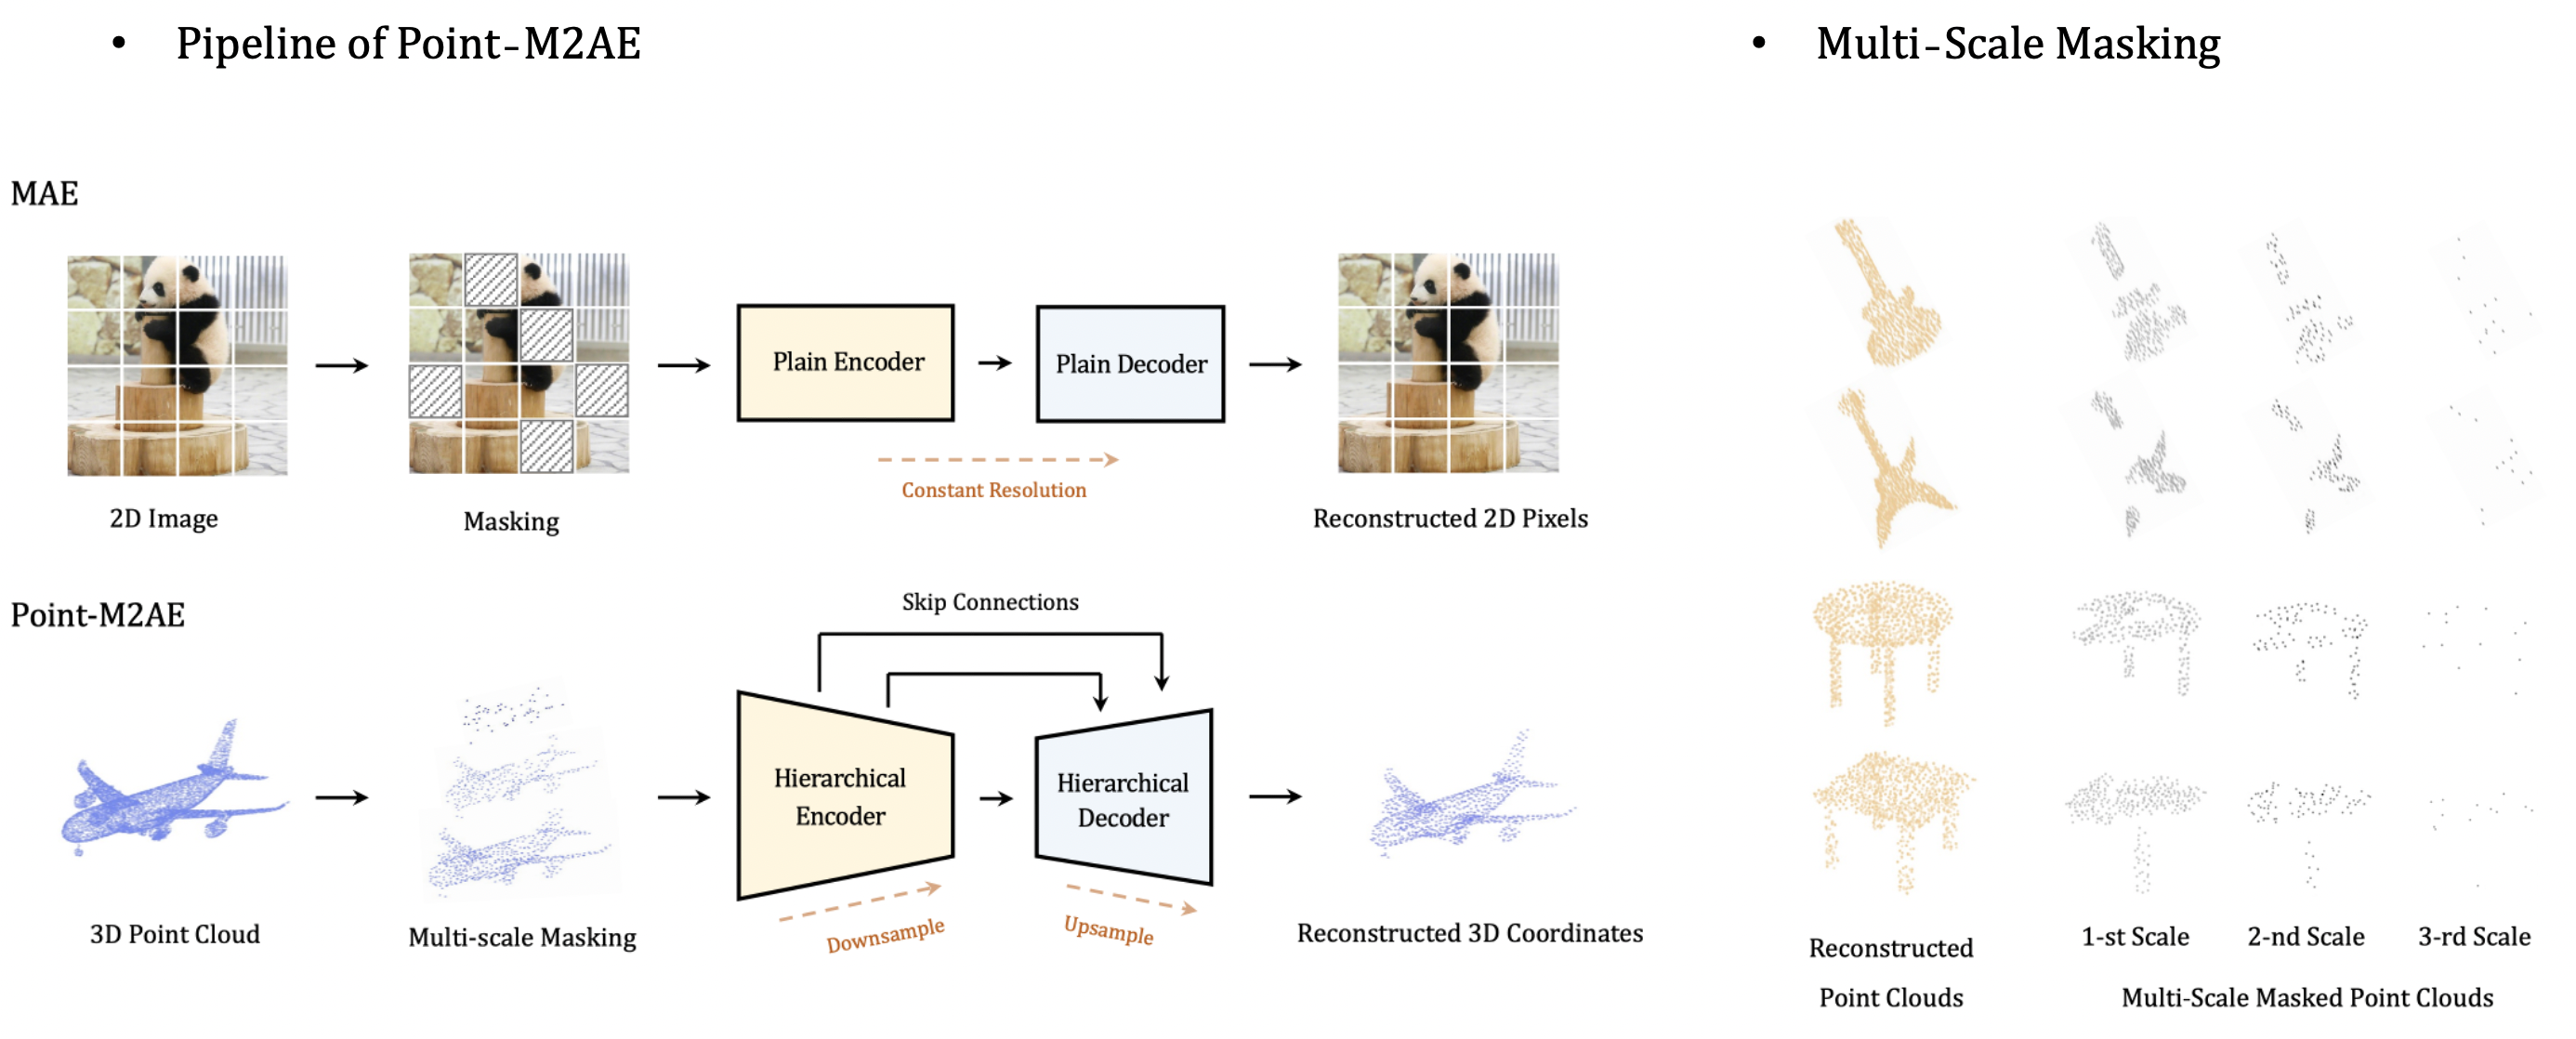 • Pipeline of Point-M2AE
MAE
2D Image
Masking
Plain Encoder
Plain Decoder
Constant Resolution
Reconstructed 2D Pixels
Point-M2AE
3D Point Cloud
Multi-scale Masking
Skip Connections
Hierarchical
Encoder
Hierarchical
Decoder
Downsample
Upsample
Reconstructed 3D Coordinates
• Multi-Scale Masking
Reconstructed
Point Clouds
1-st Scale
2-nd Scale
3-rd Scale
Multi-Scale Masked Point Clouds